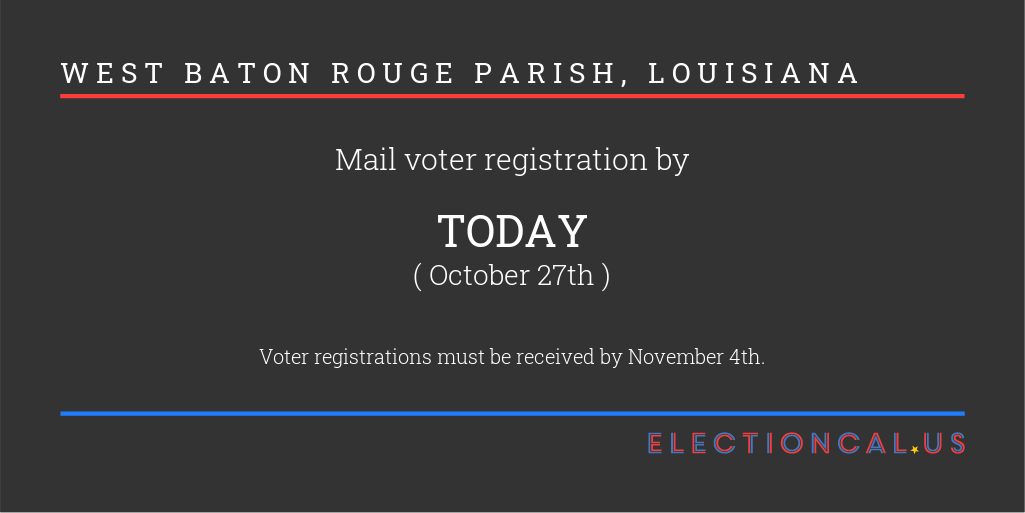 WEST BATON ROUGE PARISH, LOUISIANA
Mail voter registration by
TODAY
( October 27th )
Voter registrations must be received by November 4th.
ELECTIONCAL.US